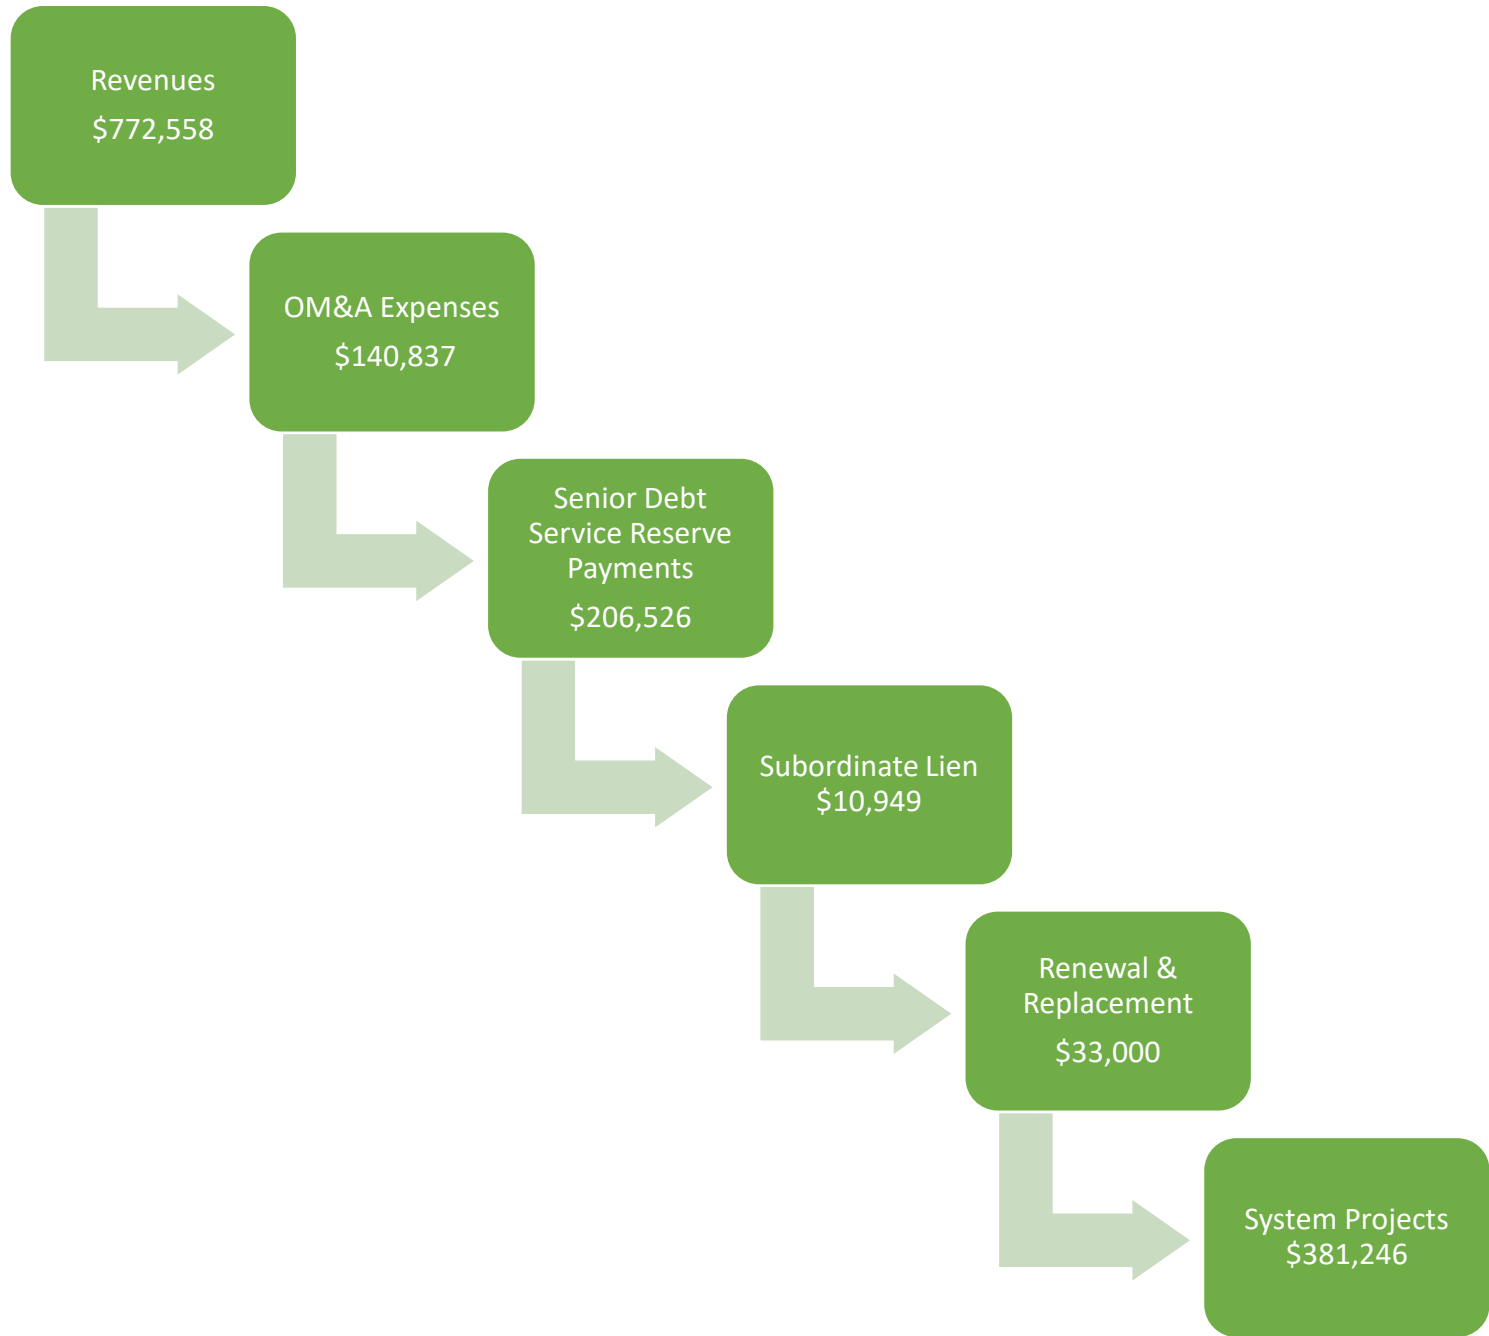 Revenues
$772,558
OM&A Expenses
$140,837
Senior Debt
Service Reserve
Payments
$206,526
Subordinate Lien
$10,949
Renewal &
Replacement
$33,000
System Projects
$381,246